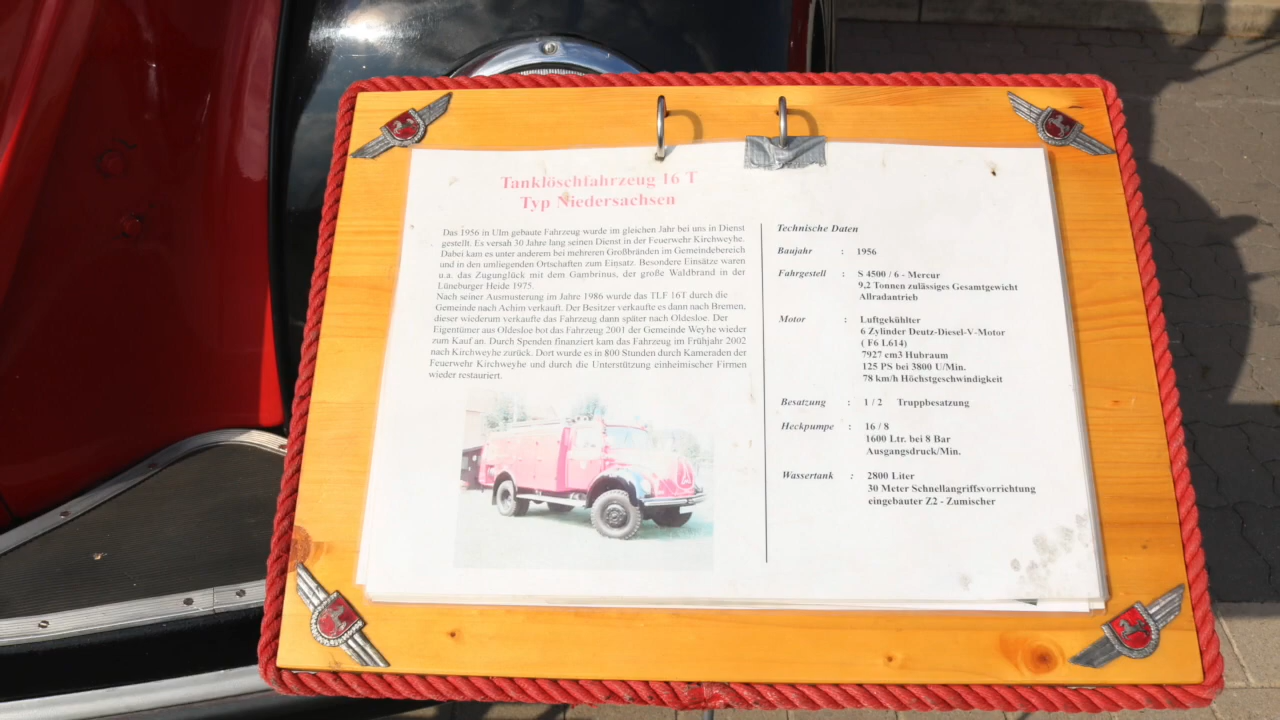 Tanklöschfahrzeug 16 T
Typ Niedersachsen
Das 1956 in Ulm gebaute Fahrzeug wurde im gleichen Jahr bei uns in Dienst
gestellt. Es versah 30 Jahre lang seinen Dienst in der Feuerwehr Kirchweyhe.
Dabei kam es unter anderem bei mehreren Großbränden im Gemeindebereich
und in den umliegenden Ortschaften zum Einsatz. Besondere Einsätze waren
u.a. das Zugunglück mit dem Gambrinus, der große Waldbrand in der
Lüneburger Heide 1975.
Nach seiner Ausmusterung im Jahre 1986 wurde das TLF 16T durch die
Gemeinde nach Achim verkauft. Der Besitzer verkaufte es dann nach Bremen,
dieser wiederum verkaufte das Fahrzeug dann später nach Oldesloe. Der
Eigentümer aus Oldesloe bot das Fahrzeug 2001 der Gemeinde Weyhe wieder
zum Kauf an. Durch Spenden finanziert kam das Fahrzeug im Frühjahr 2002
nach Kirchweyhe zurück. Dort wurde es in 800 Stunden durch Kameraden der
Feuerwehr Kirchweyhe und durch die Unterstützung einheimischer Firmen
wieder restauriert.
Technische Daten
Baujahr : 1956
Fahrgestell : S 4500 / 6 - Mercur
9,2 Tonnen zulässiges Gesamtgewicht
Allradantrieb
Motor : Luftgekühlter
6 Zylinder Deutz-Diesel-V-Motor
( F6 L614)
7927 cm3 Hubraum
125 PS bei 3800 U/Min.
78 km/h Höchstgeschwindigkeit
Besatzung : 1 / 2 Truppbesatzung
Heckpumpe : 16 / 8
1600 Ltr. bei 8 Bar
Ausgangsdruck/Min.
Wassertank : 2800 Liter
30 Meter Schnellangriffsvorrichtung
eingebauter Z2 - Zumischer